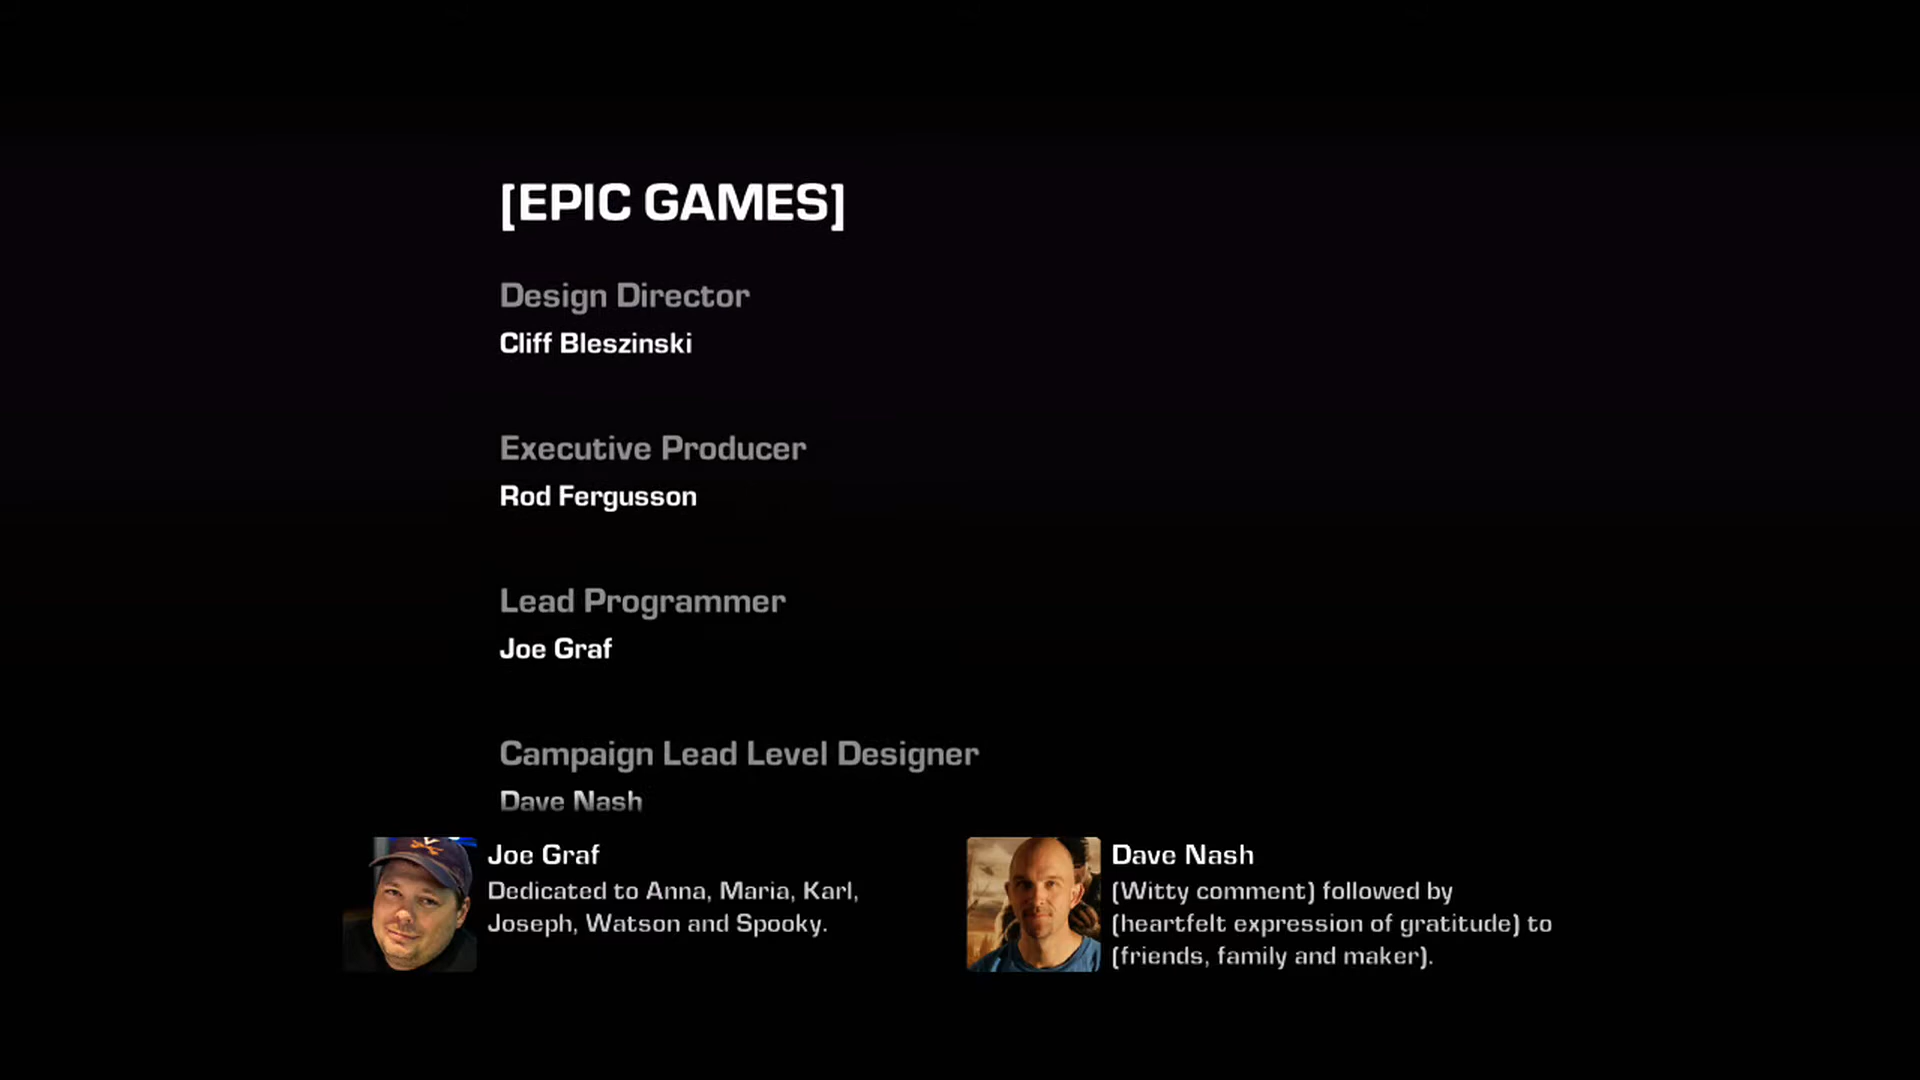 [EPIC GAMES]
Design Director
Cliff Bleszinski
Executive Producer
Rod Fergusson
Lead Programmer
Joe Graf
Campaign Lead Level Designer
Dave Nash
Joe Graf
Dedicated to Anna, Maria, Karl,
Joseph, Watson and Spooky.
Dave Nash
(Witty comment) followed by
(heartfelt expression of gratitude) to
(friends, family and maker).